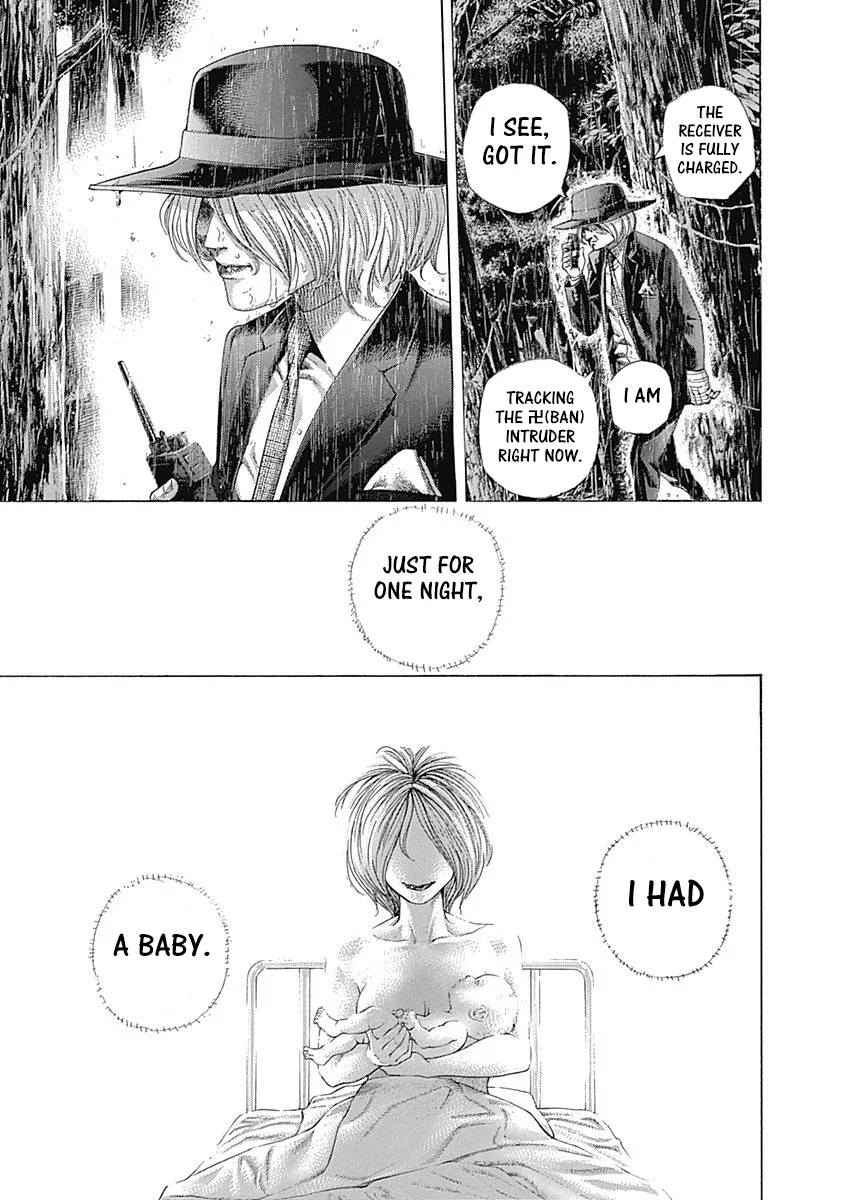 THE
RECEIVER
IS FULLY
CHARGED.
I SEE,
GOT IT.
I AM
TRACKING
THE 卍(BAN)
INTRUDER
RIGHT NOW.
JUST FOR
ONE NIGHT,
I HAD
A BABY.